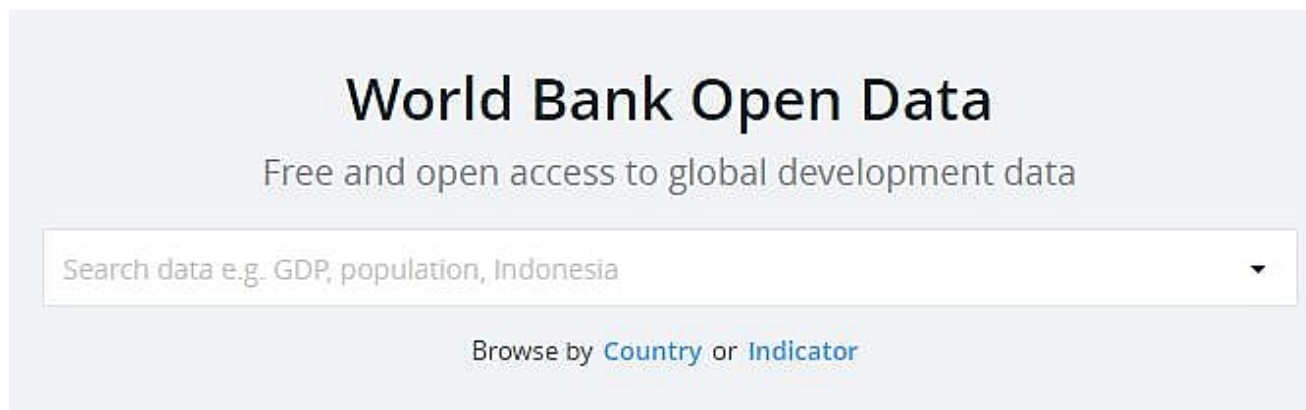 World Bank Open Data
Free and open access to global development data
Search data e.g. GDP, population, Indonesia
Browse by Country or Indicator